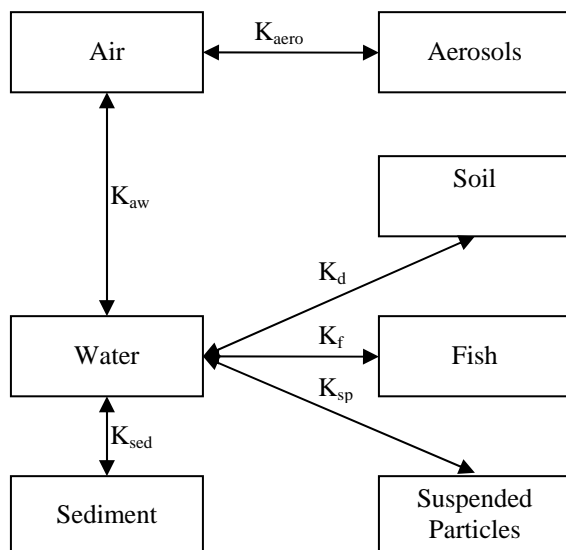 Air
K_aero
Aerosols
Soil
K_aw
K_d
Water
K_f
Fish
K_sp
K_sed
Sediment
Suspended
Particles